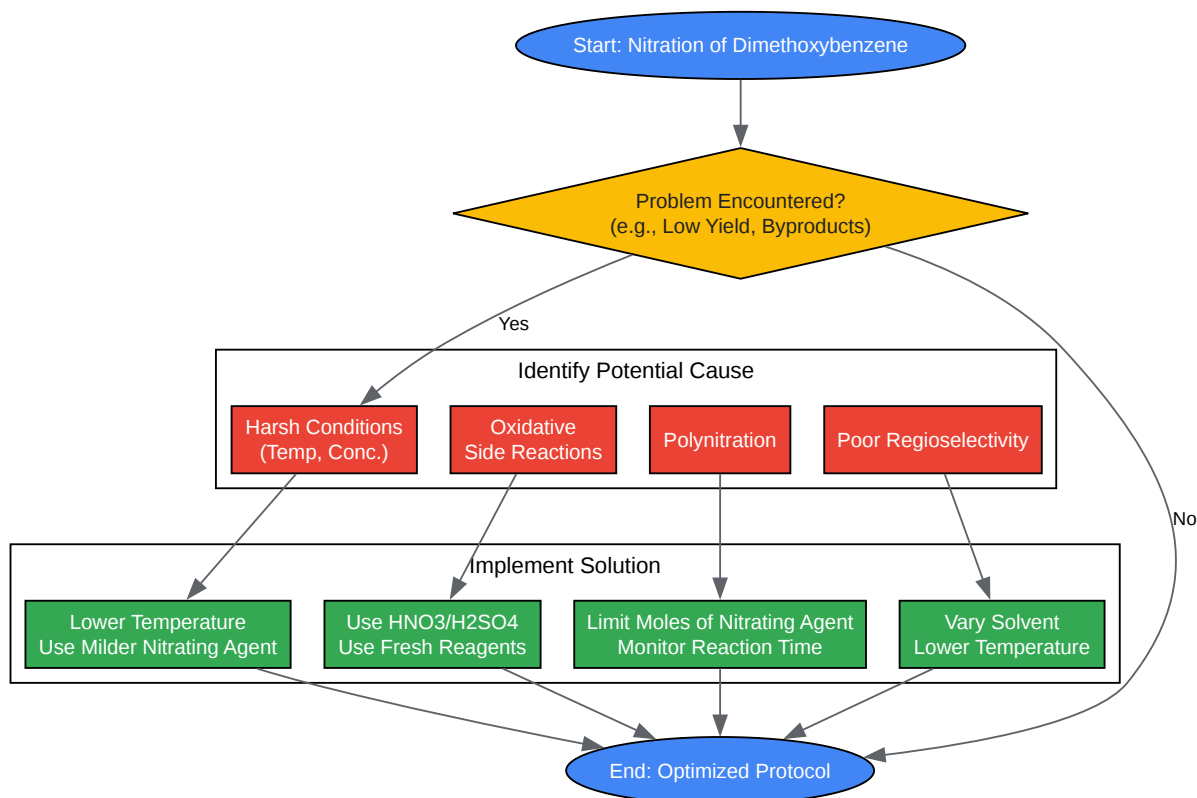 Start: Nitration of Dimethoxybenzene
Problem Encountered?
(e.g., Low Yield, Byproducts)
Yes
Identify Potential Cause
Harsh Conditions
(Temp, Conc.)
Oxidative
Side Reactions
Polynitration
Poor Regioselectivity
No
Implement Solution
Lower Temperature
Use Milder Nitrating Agent
Use HNO3/H2SO4
Use Fresh Reagents
Limit Moles of Nitrating Agent
Monitor Reaction Time
Vary Solvent
Lower Temperature
End: Optimized Protocol